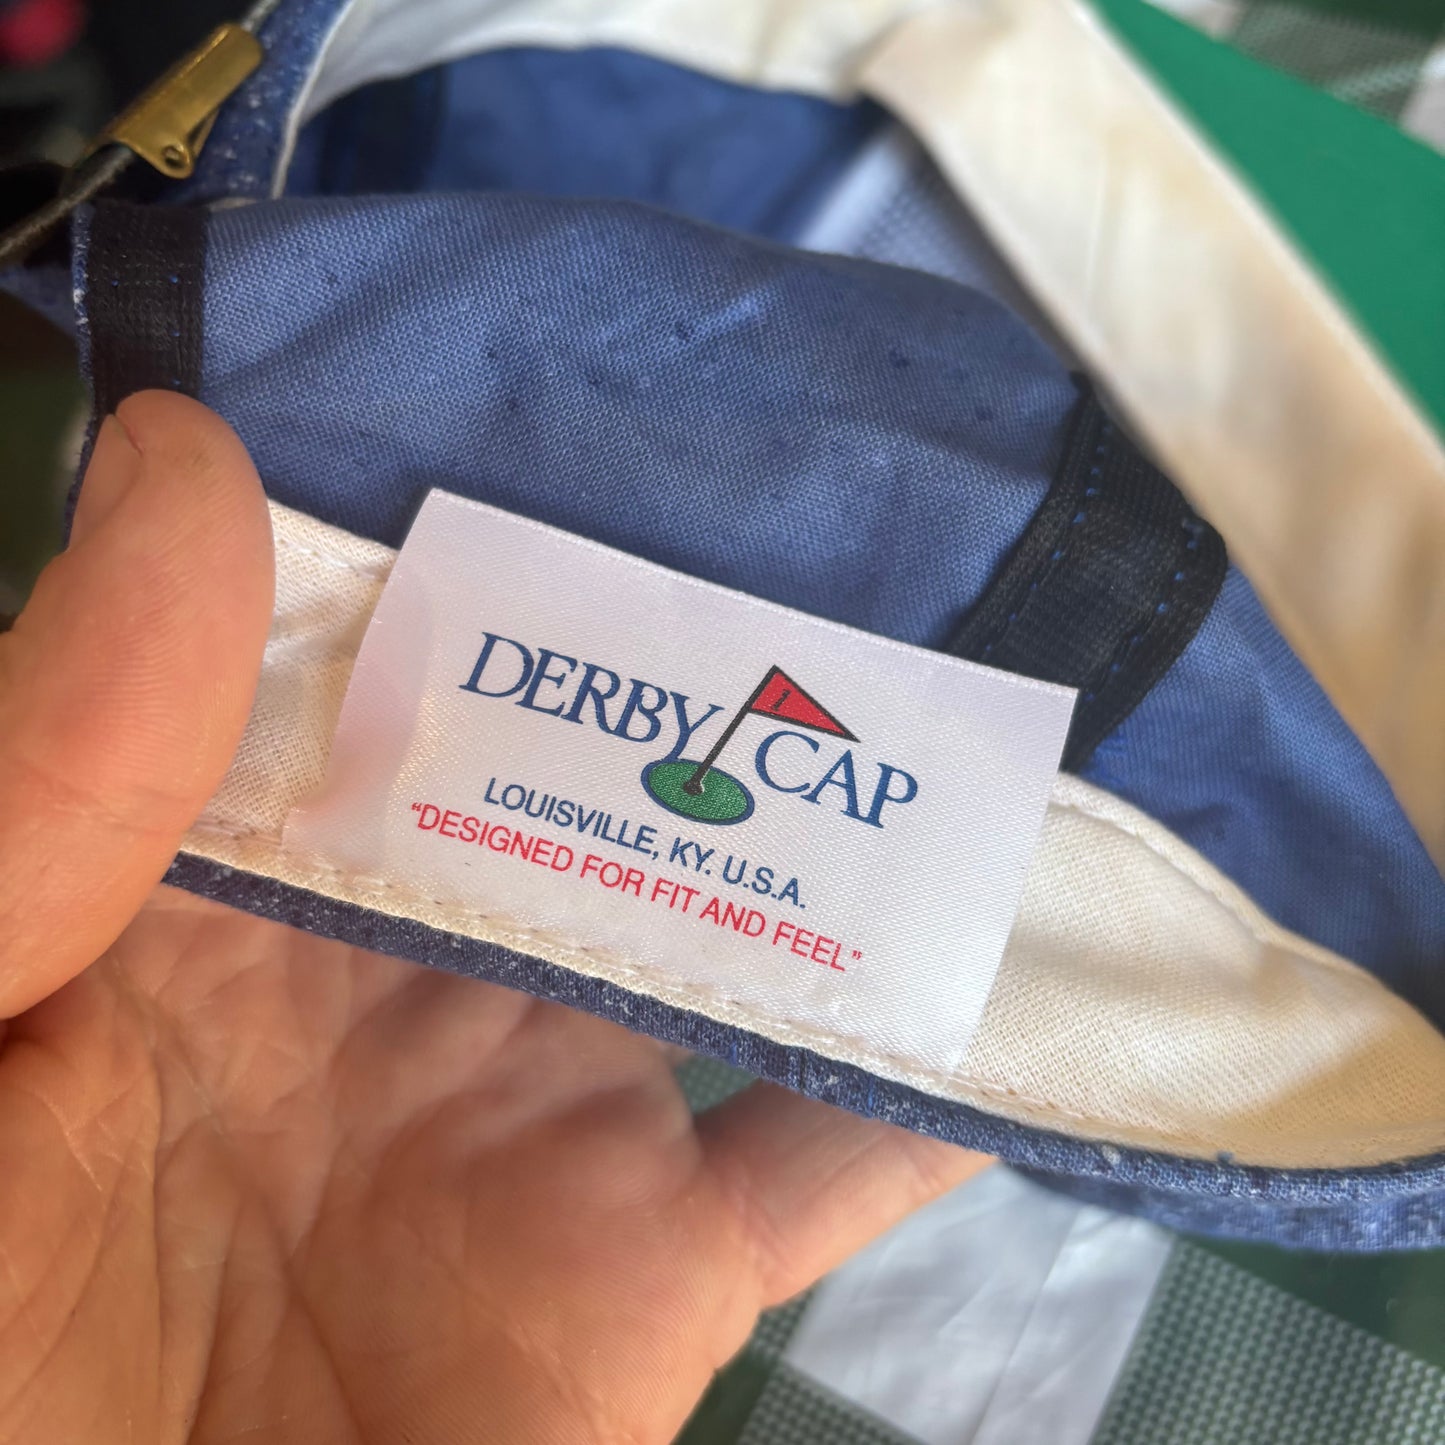 DERBY CAP
1
LOUISVILLE, KY. U.S.A.
“DESIGNED FOR FIT AND FEEL”